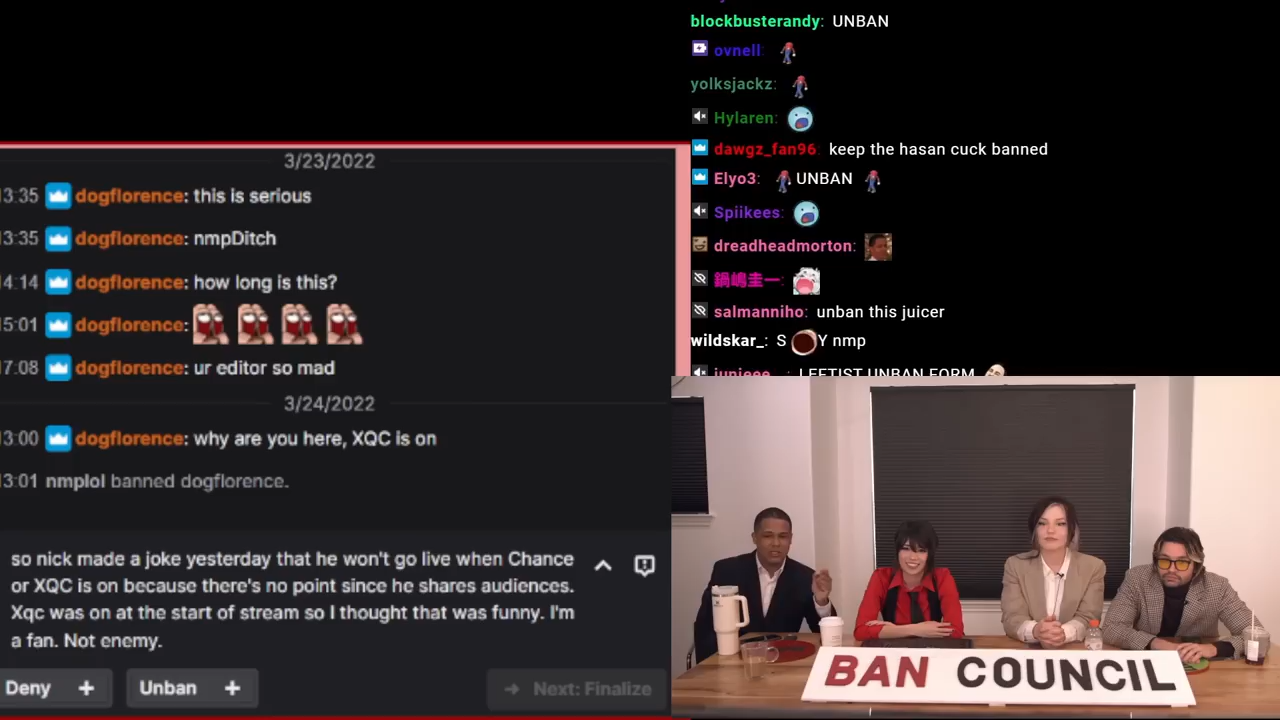 blockbusterandy: UNBAN
ovnell:
yolksjackz:
Hylaren:
dawgz_fan96: keep the hasan cuck banned
Elyo3: UNBAN
Spiikees:
dreadheadmorton:
鍋嶋圭一:
salmanniho: unban this juicer
wildskar_: S Y nmp
LEFTIST UNBAN FORM
3/23/2022
13:35 dogflorence: this is serious
13:35 dogflorence: nmpDitch
14:14 dogflorence: how long is this?
15:01 dogflorence:
17:08 dogflorence: ur editor so mad
3/24/2022
13:00 dogflorence: why are you here, XQC is on
13:01 nmplol banned dogflorence.
so nick made a joke yesterday that he won't go live when Chance
or XQC is on because there's no point since he shares audiences.
Xqc was on at the start of stream so I thought that was funny. I'm
a fan. Not enemy.
Deny +
Unban +
→ Next: Finalize
BAN COUNCIL